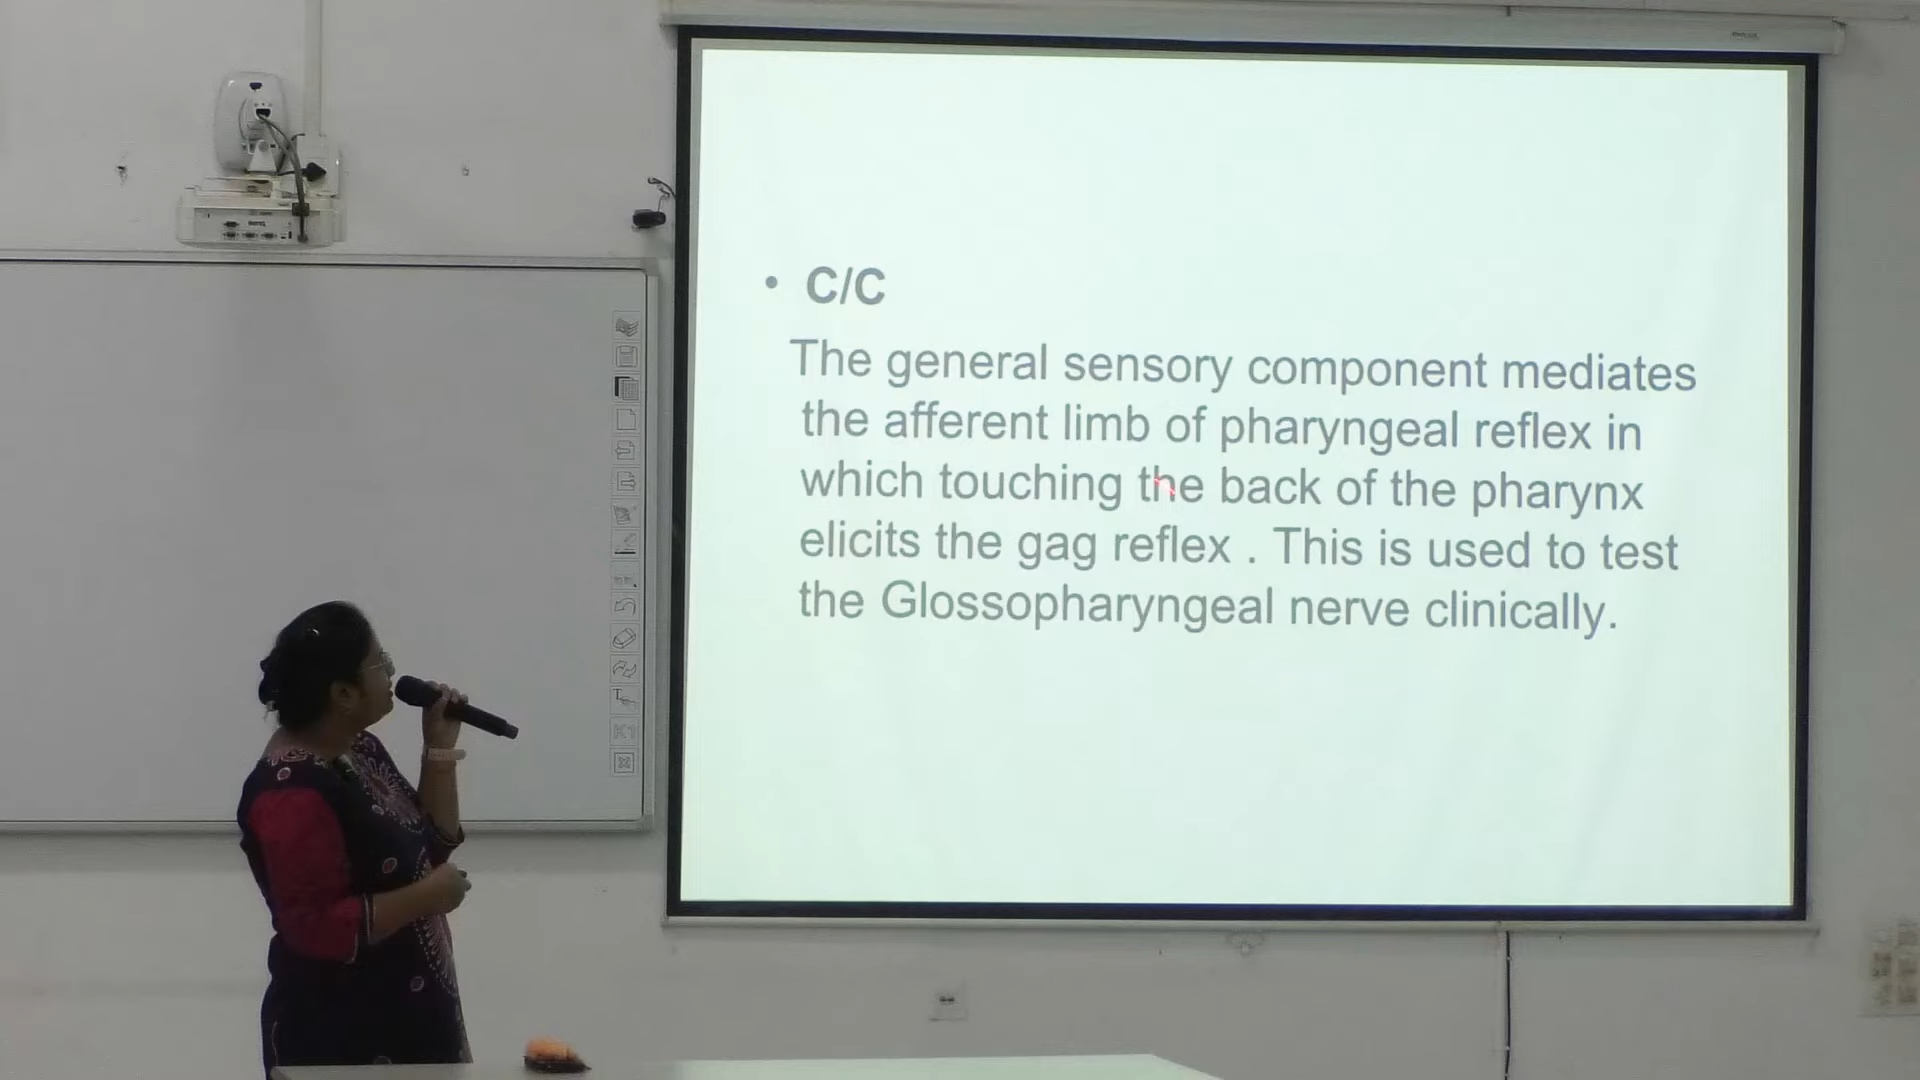 • C/C
The general sensory component mediates
the afferent limb of pharyngeal reflex in
which touching the back of the pharynx
elicits the gag reflex . This is used to test
the Glossopharyngeal nerve clinically.